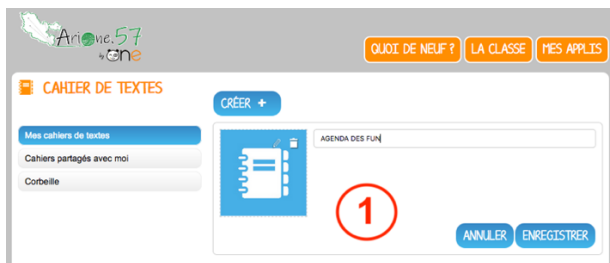 Arione.57
by One
QUOI DE NEUF ? LA CLASSE MES APPLIS
CAHIER DE TEXTES
CRÉER +
Mes cahiers de textes
Cahiers partagés avec moi
Corbeille
AGENDA DES FUN
1
ANNULER ENREGISTRER